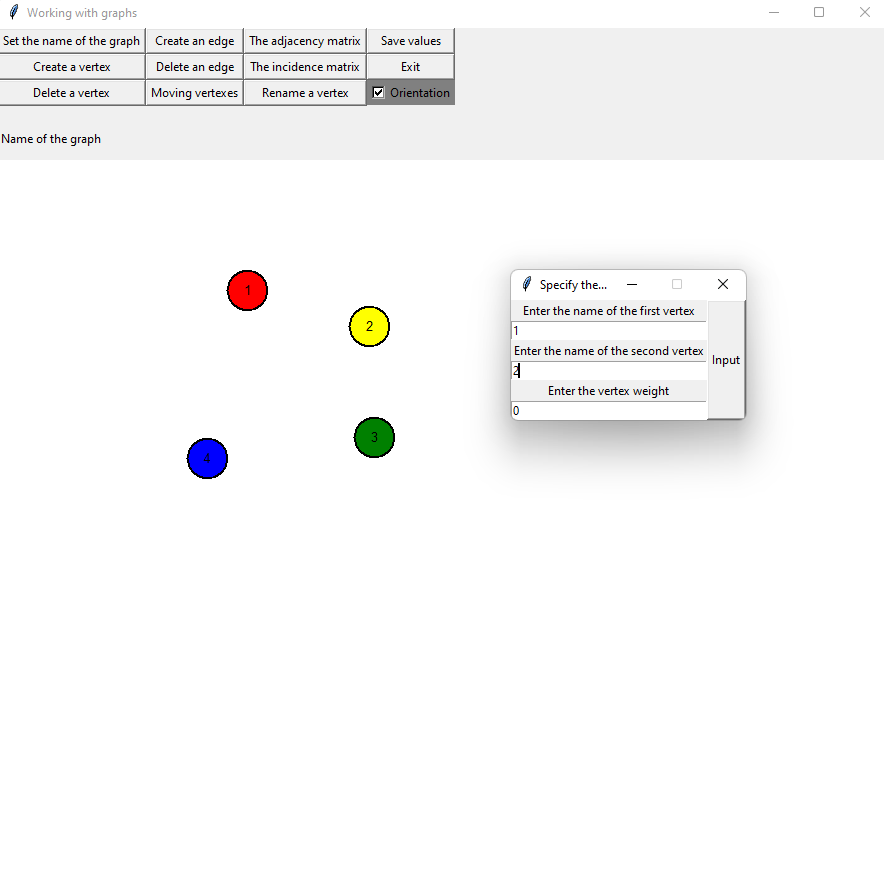 Working with graphs
Set the name of the graph Create an edge The adjacency matrix Save values
Create a vertex Delete an edge The incidence matrix Exit
Delete a vertex Moving vertexes Rename a vertex Orientation
Name of the graph
1
2
3
4
Specify the...
Enter the name of the first vertex
1
Enter the name of the second vertex
2
Input
Enter the vertex weight
0